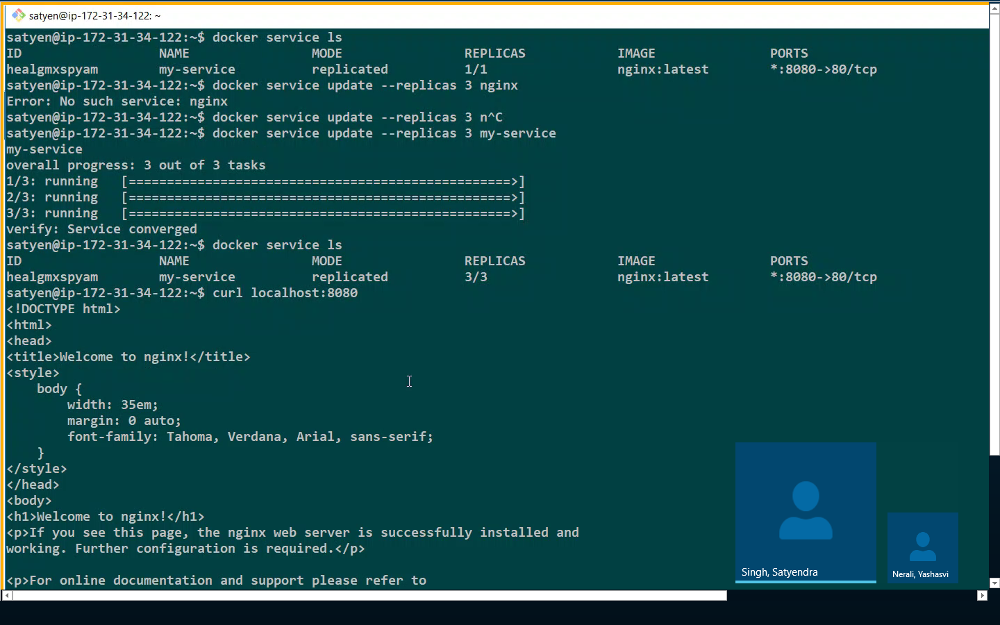 satyen@ip-172-31-34-122: ~
satyen@ip-172-31-34-122:~$ docker service ls
ID NAME MODE REPLICAS IMAGE PORTS
healgmxspyam my-service replicated 1/1 nginx:latest *:8080->80/tcp
satyen@ip-172-31-34-122:~$ docker service update --replicas 3 nginx
Error: No such service: nginx
satyen@ip-172-31-34-122:~$ docker service update --replicas 3 n^C
satyen@ip-172-31-34-122:~$ docker service update --replicas 3 my-service
my-service
overall progress: 3 out of 3 tasks
1/3: running [==================================================>]
2/3: running [==================================================>]
3/3: running [==================================================>]
verify: Service converged
satyen@ip-172-31-34-122:~$ docker service ls
ID NAME MODE REPLICAS IMAGE PORTS
healgmxspyam my-service replicated 3/3 nginx:latest *:8080->80/tcp
satyen@ip-172-31-34-122:~$ curl localhost:8080
<!DOCTYPE html>
<html>
<head>
<title>Welcome to nginx!</title>
<style>
    body {
        width: 35em;
        margin: 0 auto;
        font-family: Tahoma, Verdana, Arial, sans-serif;
    }
</style>
</head>
<body>
<h1>Welcome to nginx!</h1>
<p>If you see this page, the nginx web server is successfully installed and
working. Further configuration is required.</p>
<p>For online documentation and support please refer to
Singh, Satyendra
Nerali, Yashasvi